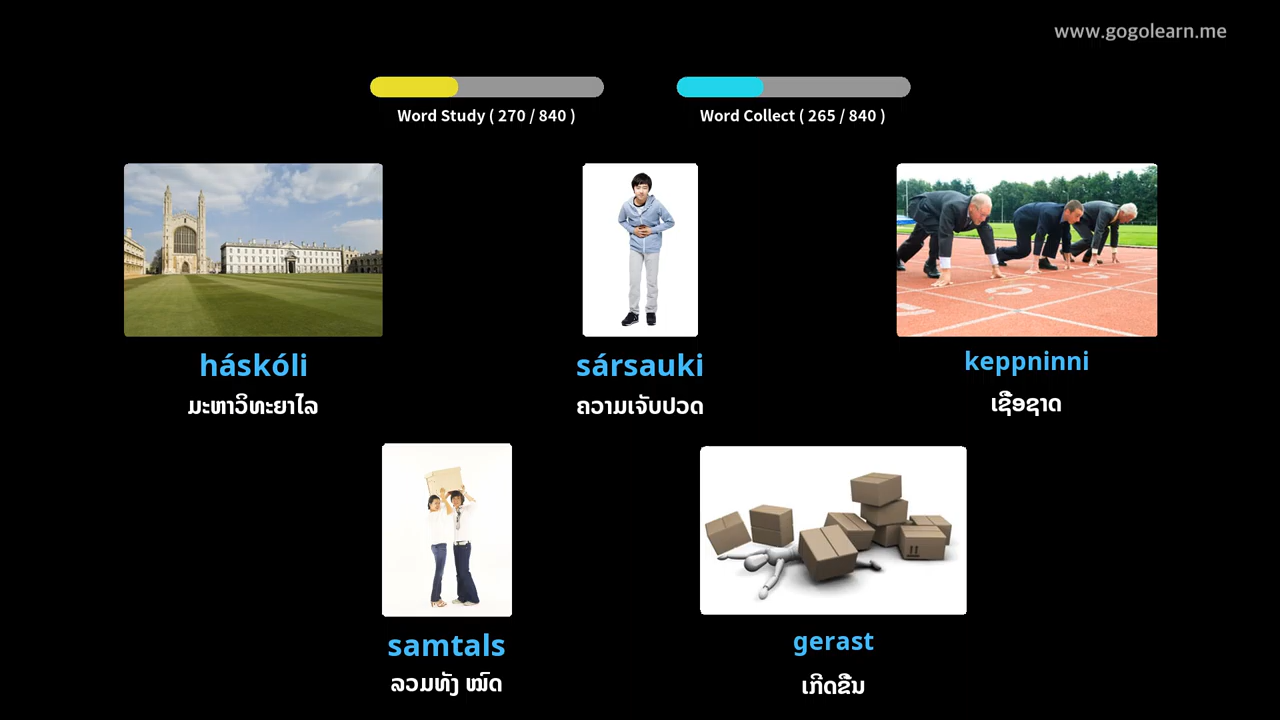 www.gogolearn.me
Word Study ( 270 / 840 )
Word Collect ( 265 / 840 )
háskóli
ມະຫາວິທະຍາໄລ
sársauki
ຄວາມເຈັບປວດ
keppninni
ເຊື້ອຊາດ
samtals
ລວມທັງ ໝົດ
gerast
ເກີດຂຶ້ນ